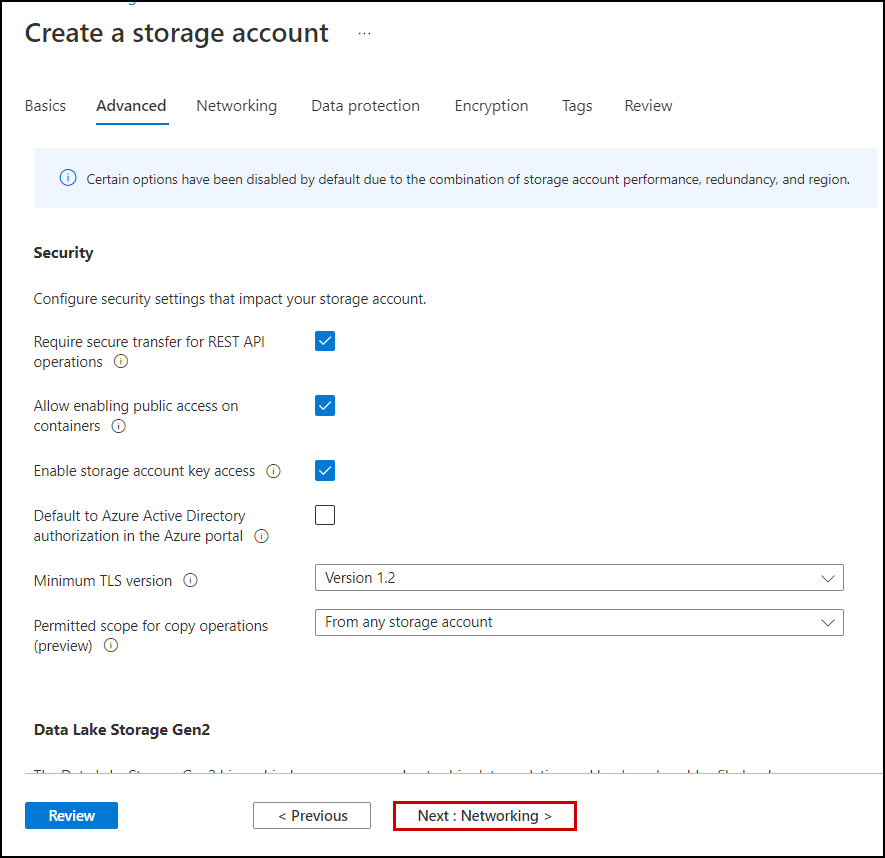 Create a storage account ...
Basics Advanced Networking Data protection Encryption Tags Review
Certain options have been disabled by default due to the combination of storage account performance, redundancy, and region.
Security
Configure security settings that impact your storage account.
Require secure transfer for REST API
operations
Allow enabling public access on
containers
Enable storage account key access
Default to Azure Active Directory
authorization in the Azure portal
Minimum TLS version
Version 1.2
Permitted scope for copy operations
(preview)
From any storage account
Data Lake Storage Gen2
Review
< Previous
Next : Networking >